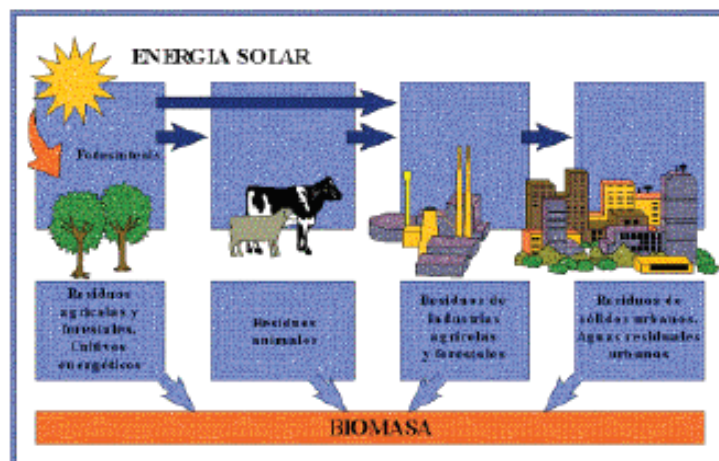 ENERGIA SOLAR
Fotosíntesis
Residuos
agrícolas y
forestales.
Cultivos
energéticos
Residuos
animales
Residuos de
industrias
agrícolas
y forestales
Residuos de
sólidos urbanos.
Aguas residuales
urbanas
BIOMASA